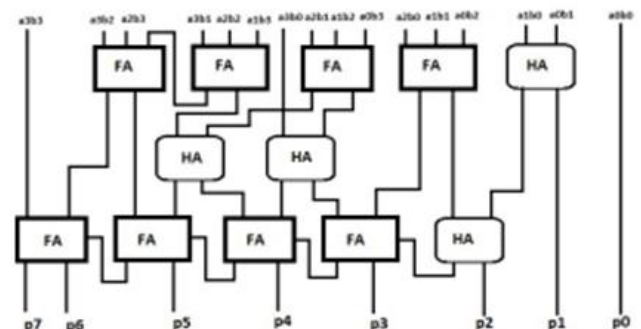 a3b3 a3b2 a2b3 a3b1 a2b2 a1b3 a3b0 a2b1 a1b2 a0b3 a2b0 a1b1 a0b2 a1b0 a0b1 a0b0
FA FA FA FA HA
HA HA
FA FA FA FA HA
p7 p6 p5 p4 p3 p2 p1 p0